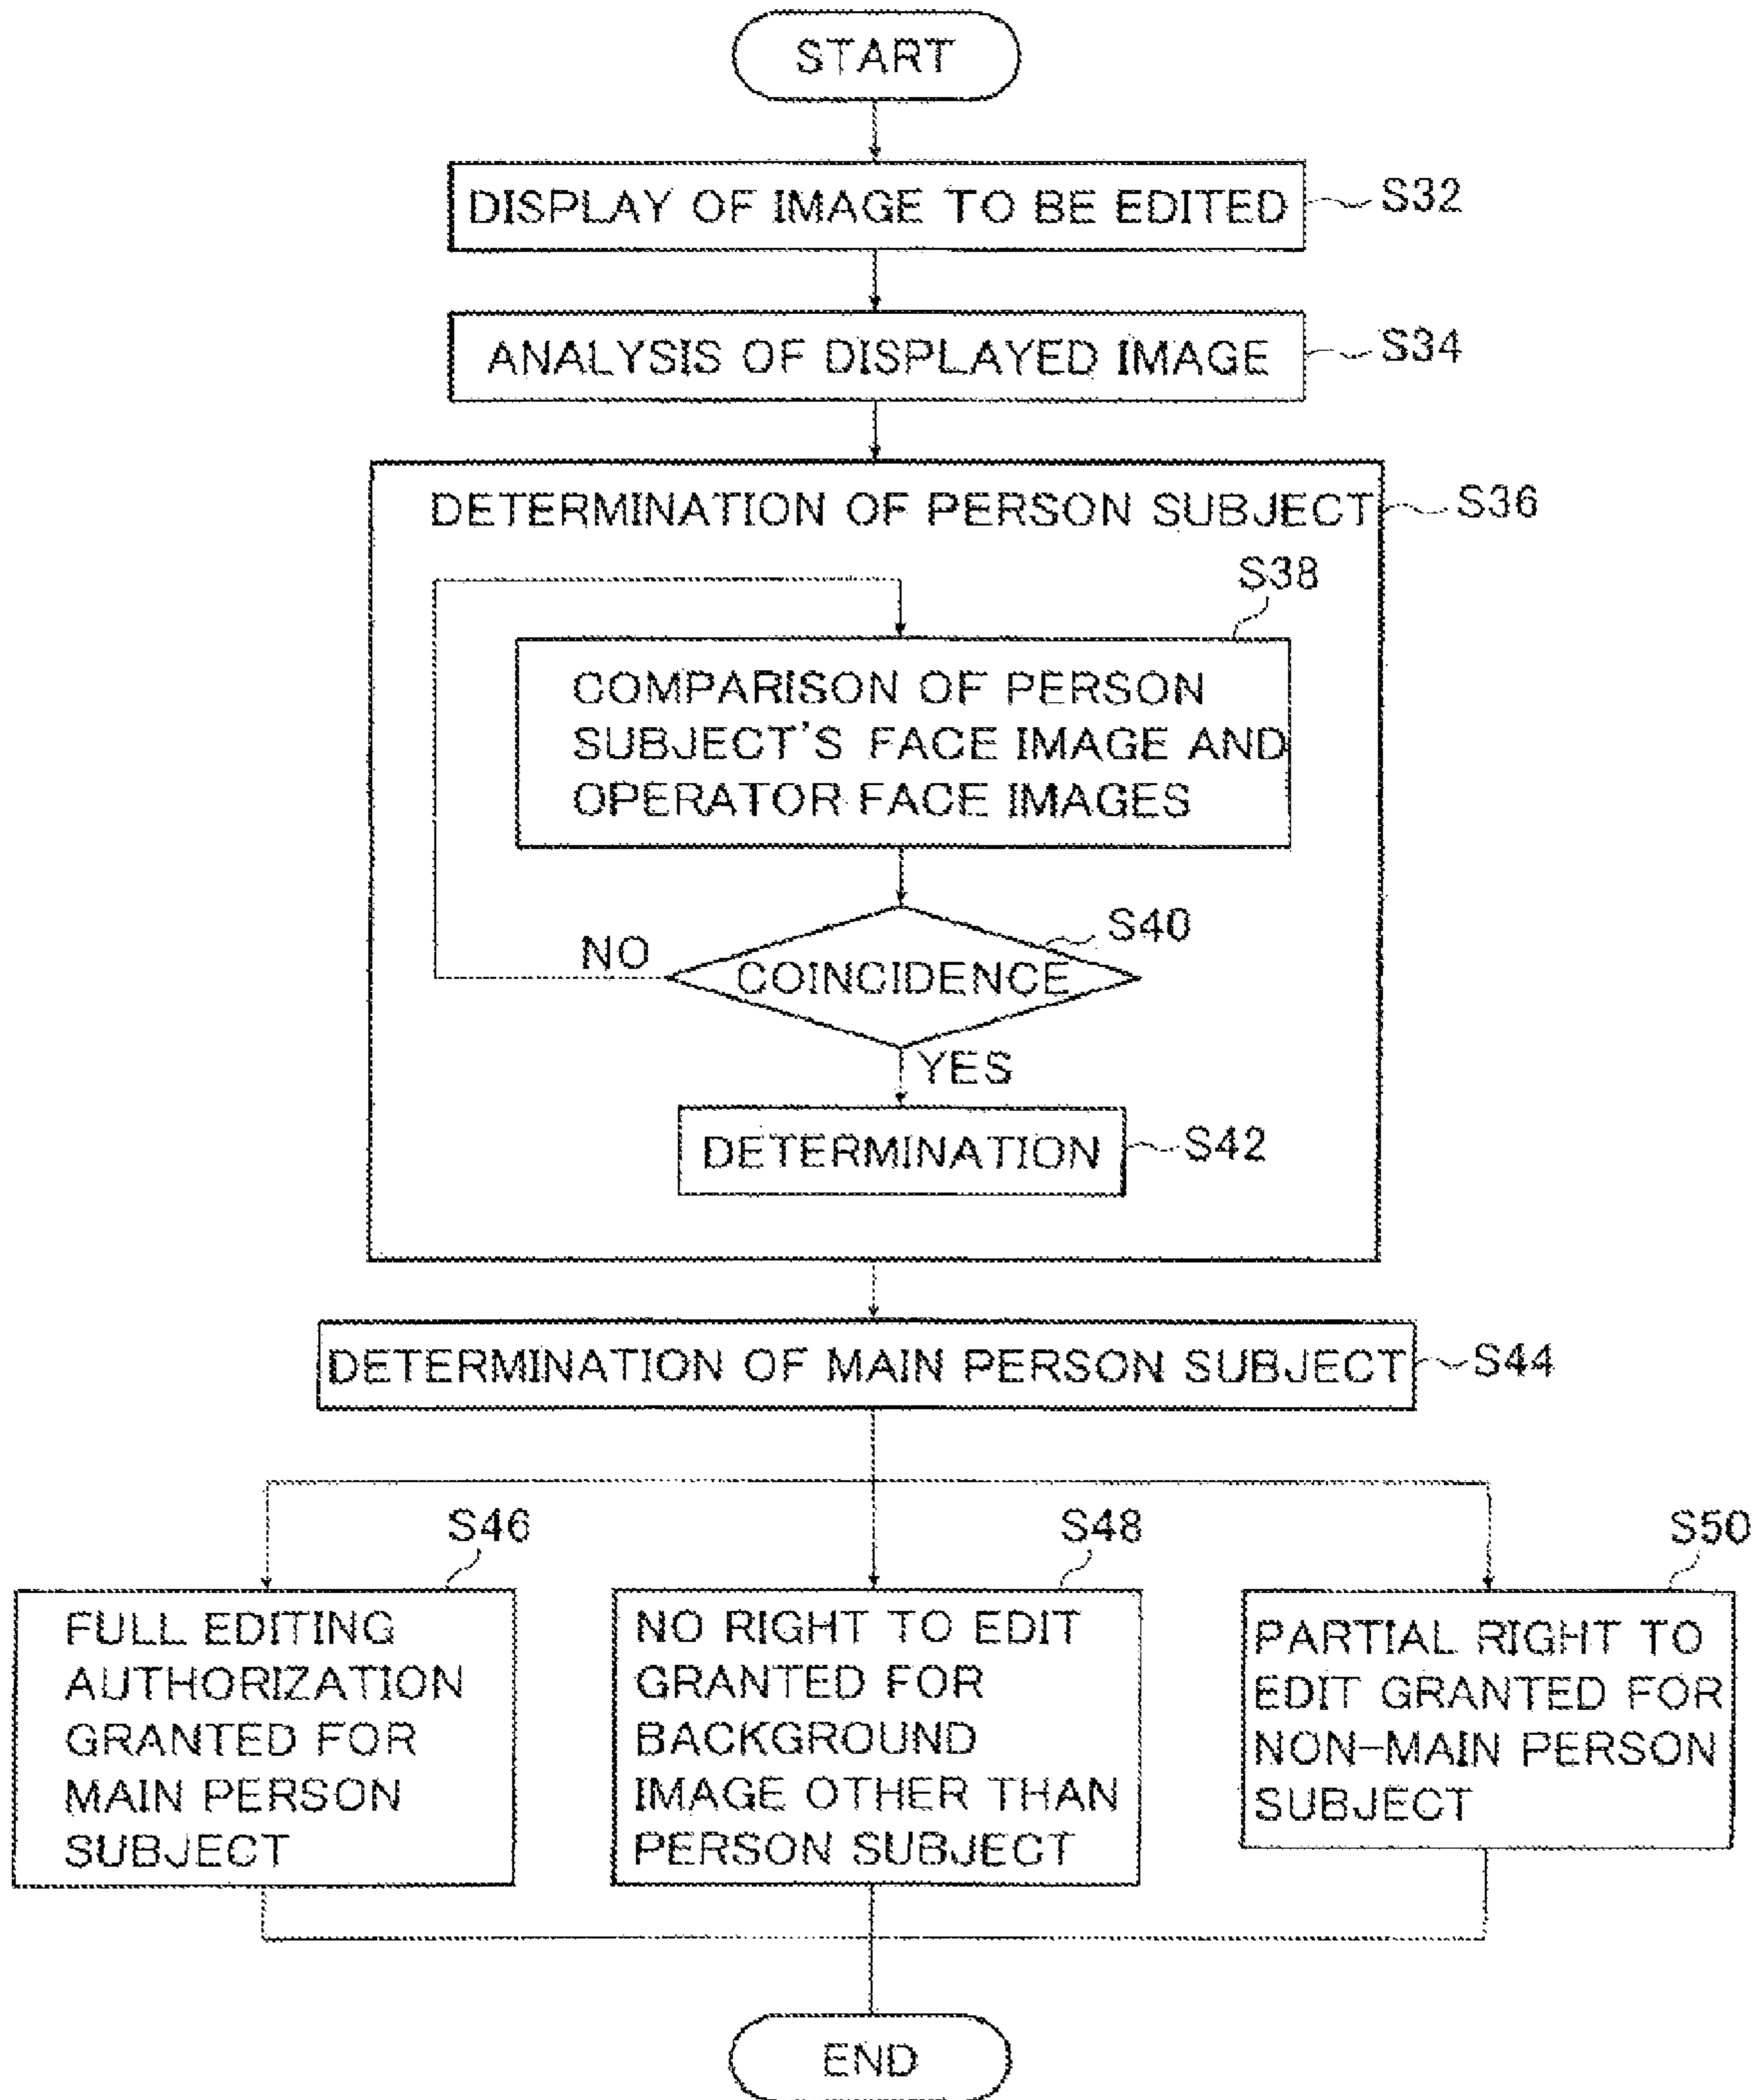 START
DISPLAY OF IMAGE TO BE EDITED
S32
ANALYSIS OF DISPLAYED IMAGE
S34
DETERMINATION OF PERSON SUBJECT
S36
S38
COMPARISON OF PERSON
SUBJECT'S FACE IMAGE AND
OPERATOR FACE IMAGES
S40
NO
COINCIDENCE
YES
DETERMINATION
S42
DETERMINATION OF MAIN PERSON SUBJECT
S44
S46
FULL EDITING
AUTHORIZATION
GRANTED FOR
MAIN PERSON
SUBJECT
S48
NO RIGHT TO EDIT
GRANTED FOR
BACKGROUND
IMAGE OTHER THAN
PERSON SUBJECT
S50
PARTIAL RIGHT TO
EDIT GRANTED FOR
NON-MAIN PERSON
SUBJECT
END